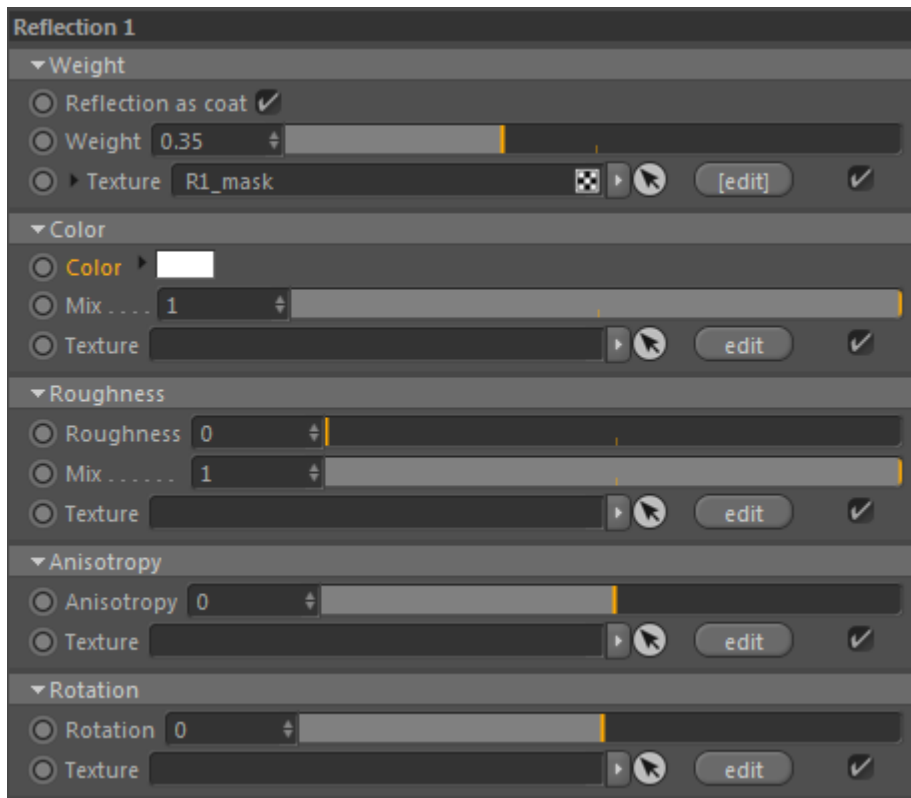 Reflection 1
Weight
Reflection as coat
Weight 0.35
Texture R1_mask [edit]
Color
Color
Mix . . . . 1
Texture edit
Roughness
Roughness 0
Mix . . . . . . 1
Texture edit
Anisotropy
Anisotropy 0
Texture edit
Rotation
Rotation 0
Texture edit